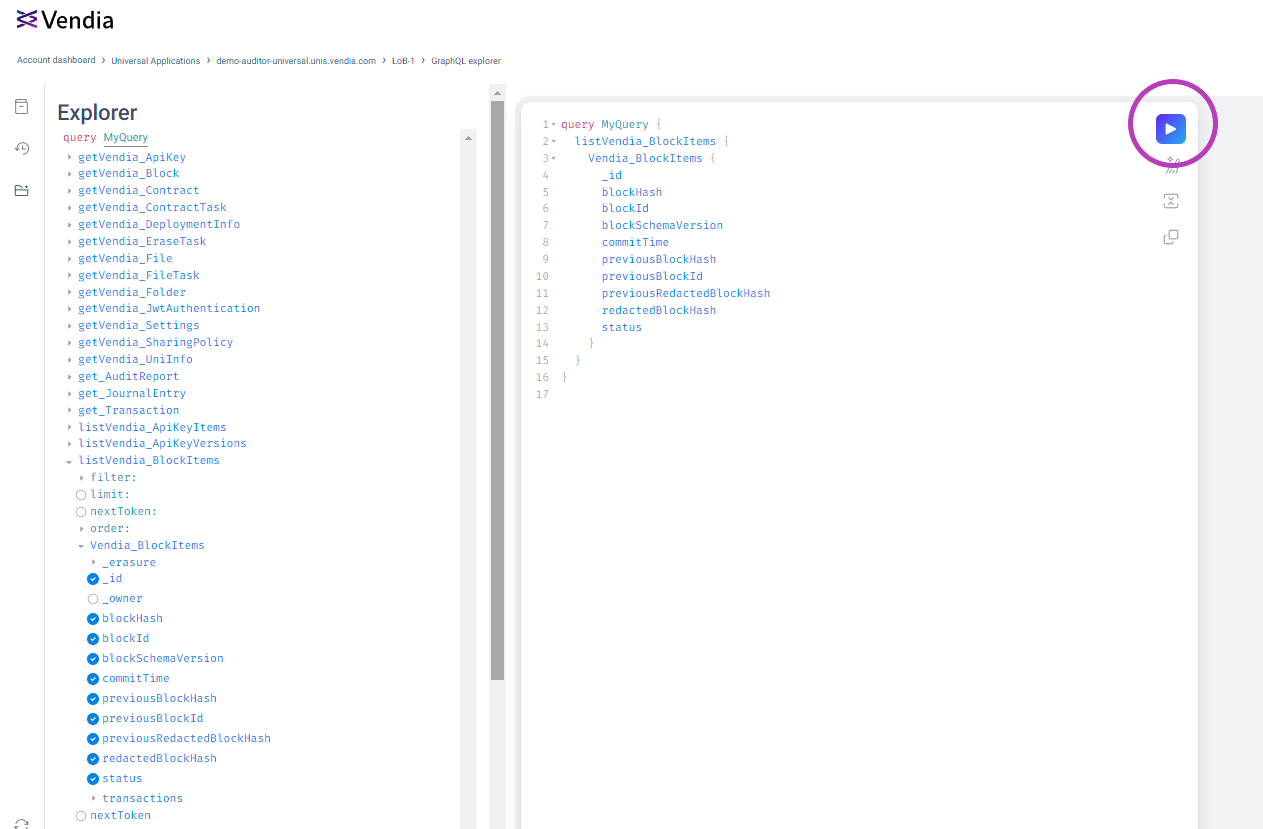 Vendia
Account dashboard > Universal Applications > demo-auditor-universal.unis.vendia.com > LoB-1 > GraphQL explorer
Explorer
query MyQuery
getVendia_ApiKey
getVendia_Block
getVendia_Contract
getVendia_ContractTask
getVendia_DeploymentInfo
getVendia_EraseTask
getVendia_File
getVendia_FileTask
getVendia_Folder
getVendia_JwtAuthentication
getVendia_Settings
getVendia_SharingPolicy
getVendia_UniInfo
get_AuditReport
get_JournalEntry
get_Transaction
listVendia_ApiKeyItems
listVendia_ApiKeyVersions
listVendia_BlockItems
filter:
limit:
nextToken:
order:
Vendia_BlockItems
_erasure
_id
_owner
blockHash
blockId
blockSchemaVersion
commitTime
previousBlockHash
previousBlockId
previousRedactedBlockHash
redactedBlockHash
status
transactions
nextToken
1 query MyQuery {
2 listVendia_BlockItems {
3 Vendia_BlockItems {
4 _id
5 blockHash
6 blockId
7 blockSchemaVersion
8 commitTime
9 previousBlockHash
10 previousBlockId
11 previousRedactedBlockHash
12 redactedBlockHash
13 status
14 }
15 }
16 }
17